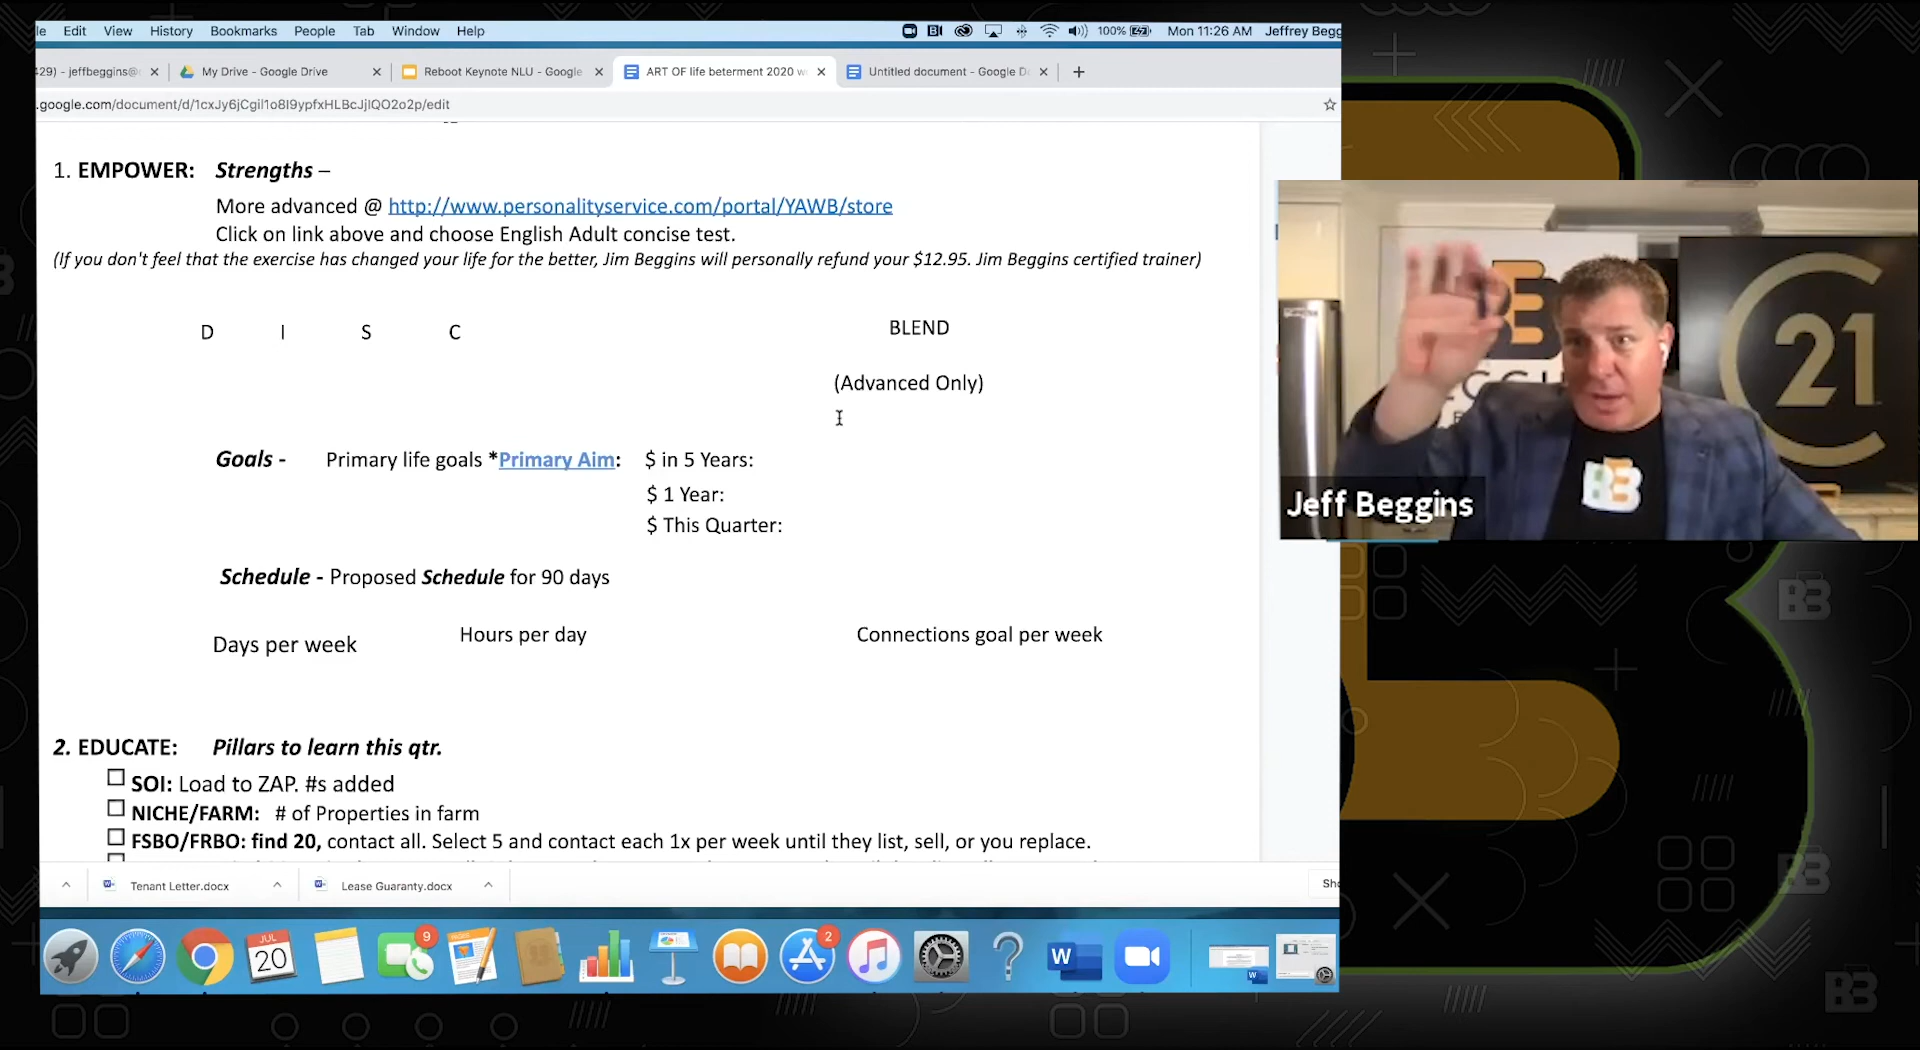 le Edit View History Bookmarks People Tab Window Help 100% Mon 11:26 AM Jeffrey Begg
429) - jeffbeggins@ My Drive - Google Drive Reboot Keynote NLU - Google ART OF life beterment 2020 w Untitled document - Google Do
.google.com/document/d/
1. EMPOWER: Strengths –
More advanced @ http://www.personalityservice.com/portal/YAWB/store
Click on link above and choose English Adult concise test.
(If you don't feel that the exercise has changed your life for the better, Jim Beggins will personally refund your $12.95. Jim Beggins certified trainer)
D I S C BLEND
(Advanced Only)
Goals - Primary life goals *Primary Aim: $ in 5 Years:
$ 1 Year:
$ This Quarter:
Schedule - Proposed Schedule for 90 days
Days per week Hours per day Connections goal per week
2. EDUCATE: Pillars to learn this qtr.
SOI: Load to ZAP. #s added
NICHE/FARM: # of Properties in farm
FSBO/FRBO: find 20, contact all. Select 5 and contact each 1x per week until they list, sell, or you replace.
Tenant Letter.docx Lease Guaranty.docx Sho
JUL
20
9
2
W
21
Jeff Beggins